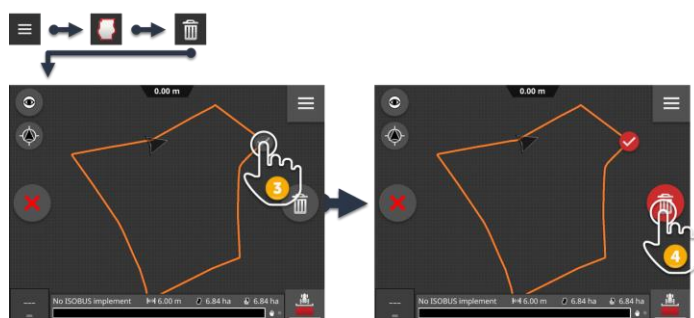 0.00 m
3
--- No ISOBUS implement 6.00 m 6.84 ha 6.84 ha
0.00 m
4
--- No ISOBUS implement 6.00 m 6.84 ha 6.84 ha